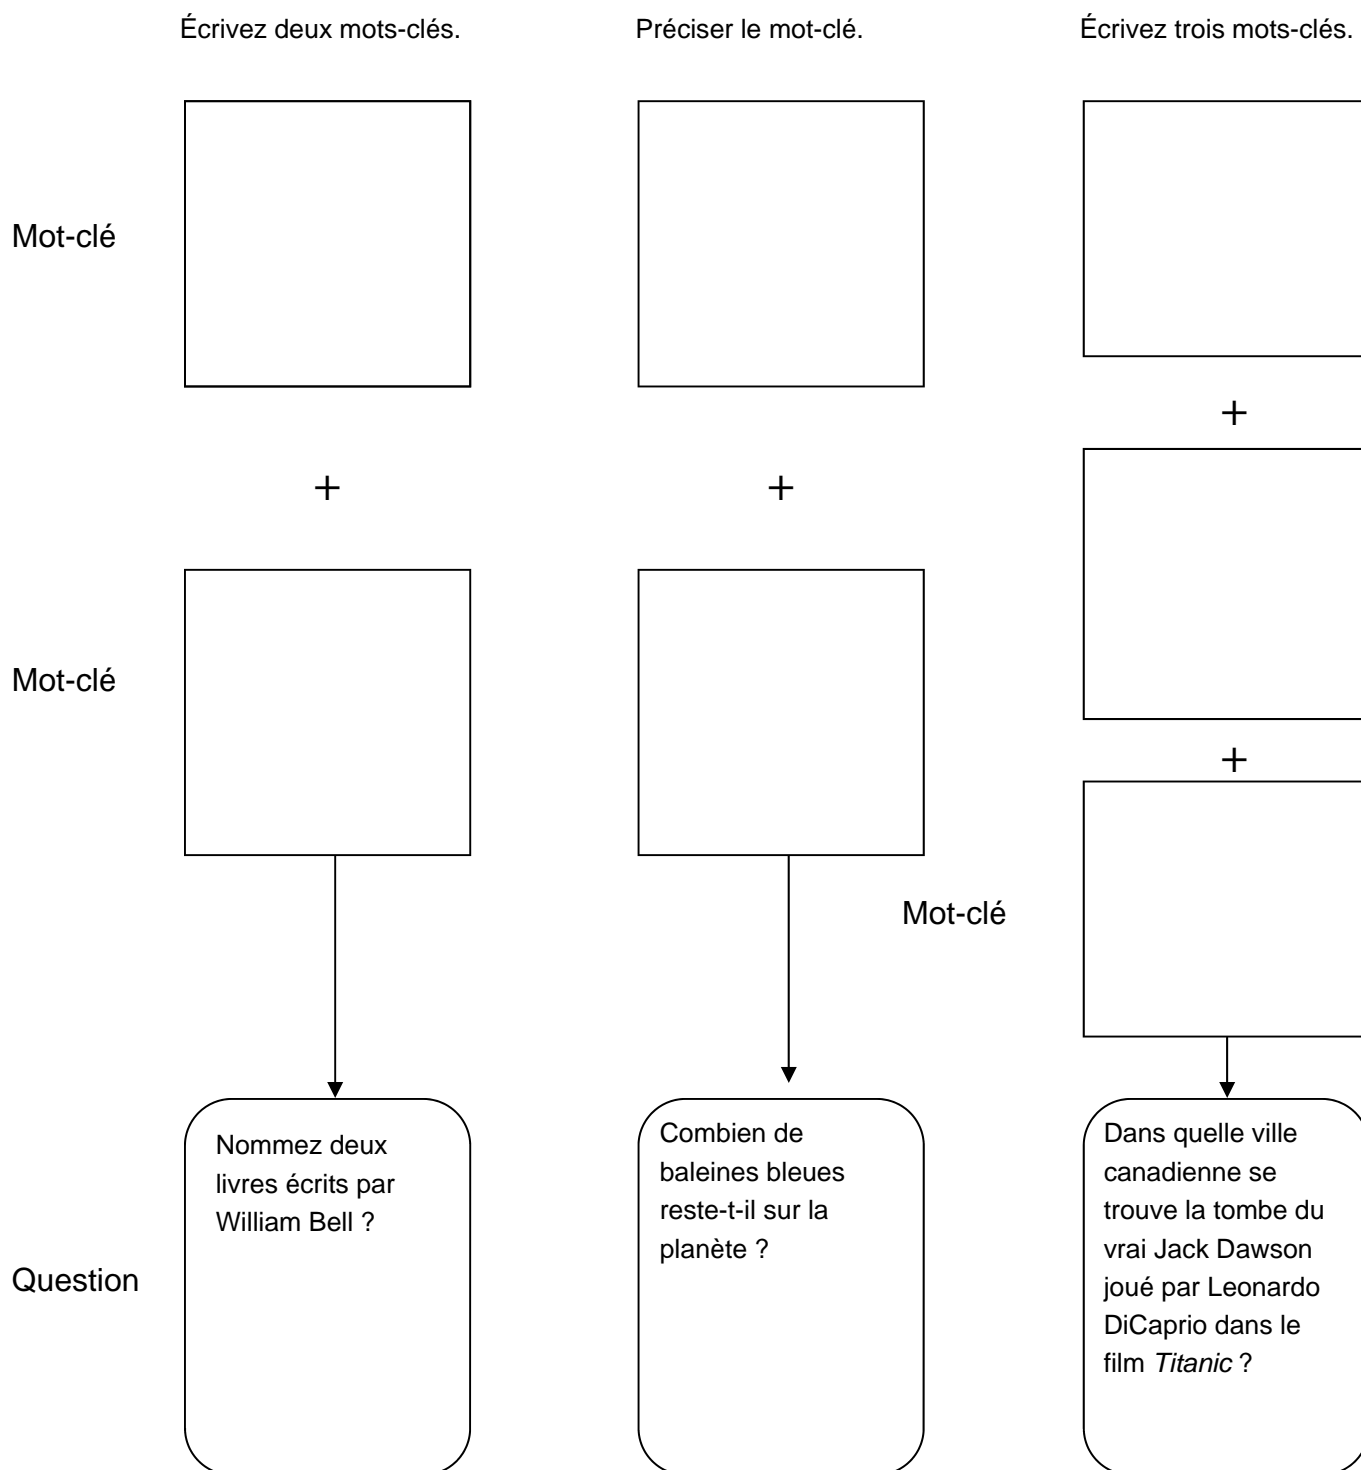 Écrivez deux mots-clés.
Préciser le mot-clé.
Écrivez trois mots-clés.
Mot-clé
+
+
+
Mot-clé
+
Mot-clé
Question
Nommez deux
livres écrits par
William Bell ?
Combien de
baleines bleues
reste-t-il sur la
planète ?
Dans quelle ville
canadienne se
trouve la tombe du
vrai Jack Dawson
joué par Leonardo
DiCaprio dans le
film Titanic ?